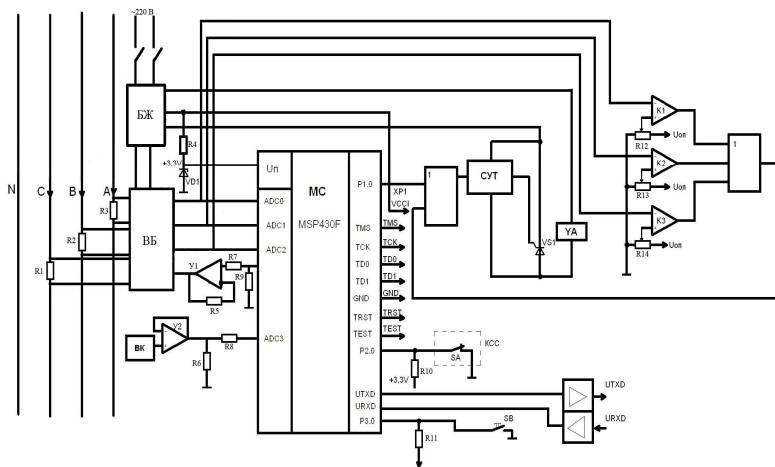 ~220 В
БЖ
R4
+3,3V
VD1
N
C
B
A
R3
R2
R1
ВБ
Un
МС
MSP430F
ADC0
ADC1
ADC2
ADC3
У1
R7
R9
R5
У2
ВК
R8
R6
P1.0
TMS
TCK
TD0
TD1
GND
TRST
TEST
P2.0
UTXD
URXD
P3.0
XP1
VCCI
TMS
TCK
TD0
TD1
GND
TRST
TEST
1
СУТ
VS1
YA
K1
R12
Uоп
K2
R13
Uоп
K3
R14
Uоп
1
КСС
SA
R10
+3,3V
UTXD
URXD
SB
R11